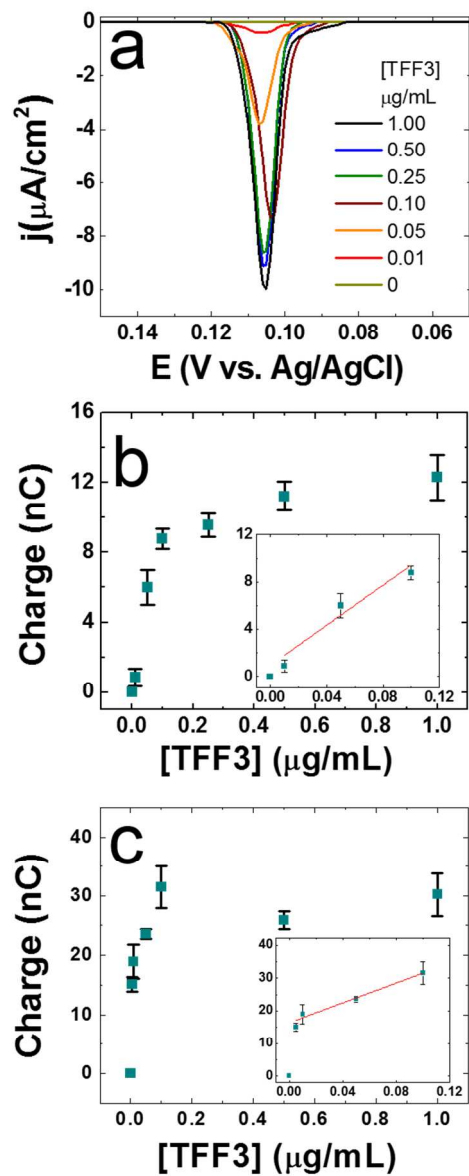 a
0
-2
-4
-6
-8
-10
j(μA/cm²)
[TFF3]
μg/mL
1.00
0.50
0.25
0.10
0.05
0.01
0
0.14 0.12 0.10 0.08 0.06
E (V vs. Ag/AgCl)
b
16
12
8
4
0
Charge (nC)
12
8
4
0
0.00 0.04 0.08 0.12
0.0 0.2 0.4 0.6 0.8 1.0
[TFF3] (μg/mL)
c
50
40
30
20
10
0
Charge (nC)
40
30
20
10
0
0.00 0.04 0.08 0.12
0.0 0.2 0.4 0.6 0.8 1.0
[TFF3] (μg/mL)